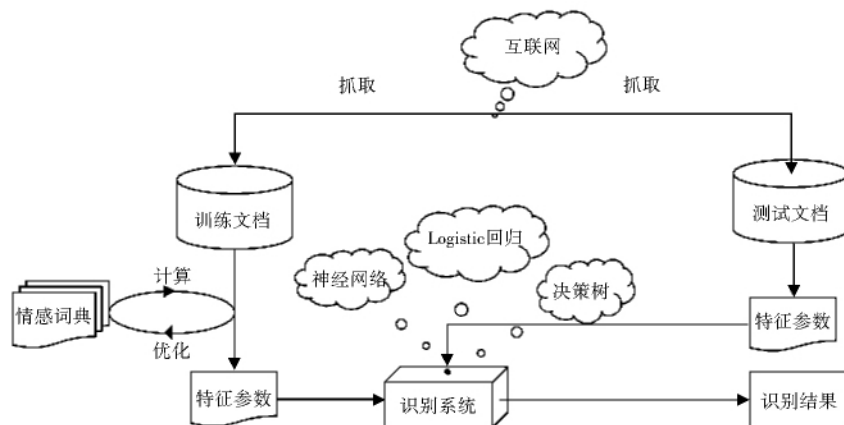 互联网
抓取
抓取
训练文档
测试文档
Logistic回归
神经网络
决策树
计算
情感词典
优化
特征参数
特征参数
识别系统
识别结果